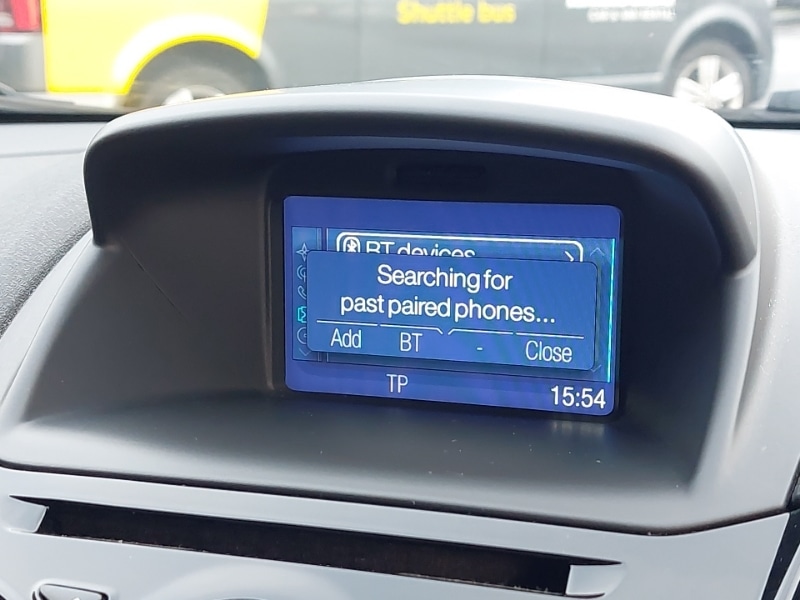 Shuttle bus
BT devices
Searching for
past paired phones...
Add BT - Close
TP
15:54